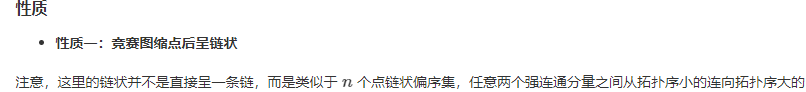 性质
• 性质一：竞赛图缩点后呈链状
注意，这里的链状并不是直接呈一条链，而是类似于 n 个点链状偏序集，任意两个强连通分量之间从拓扑序小的连向拓扑序大的